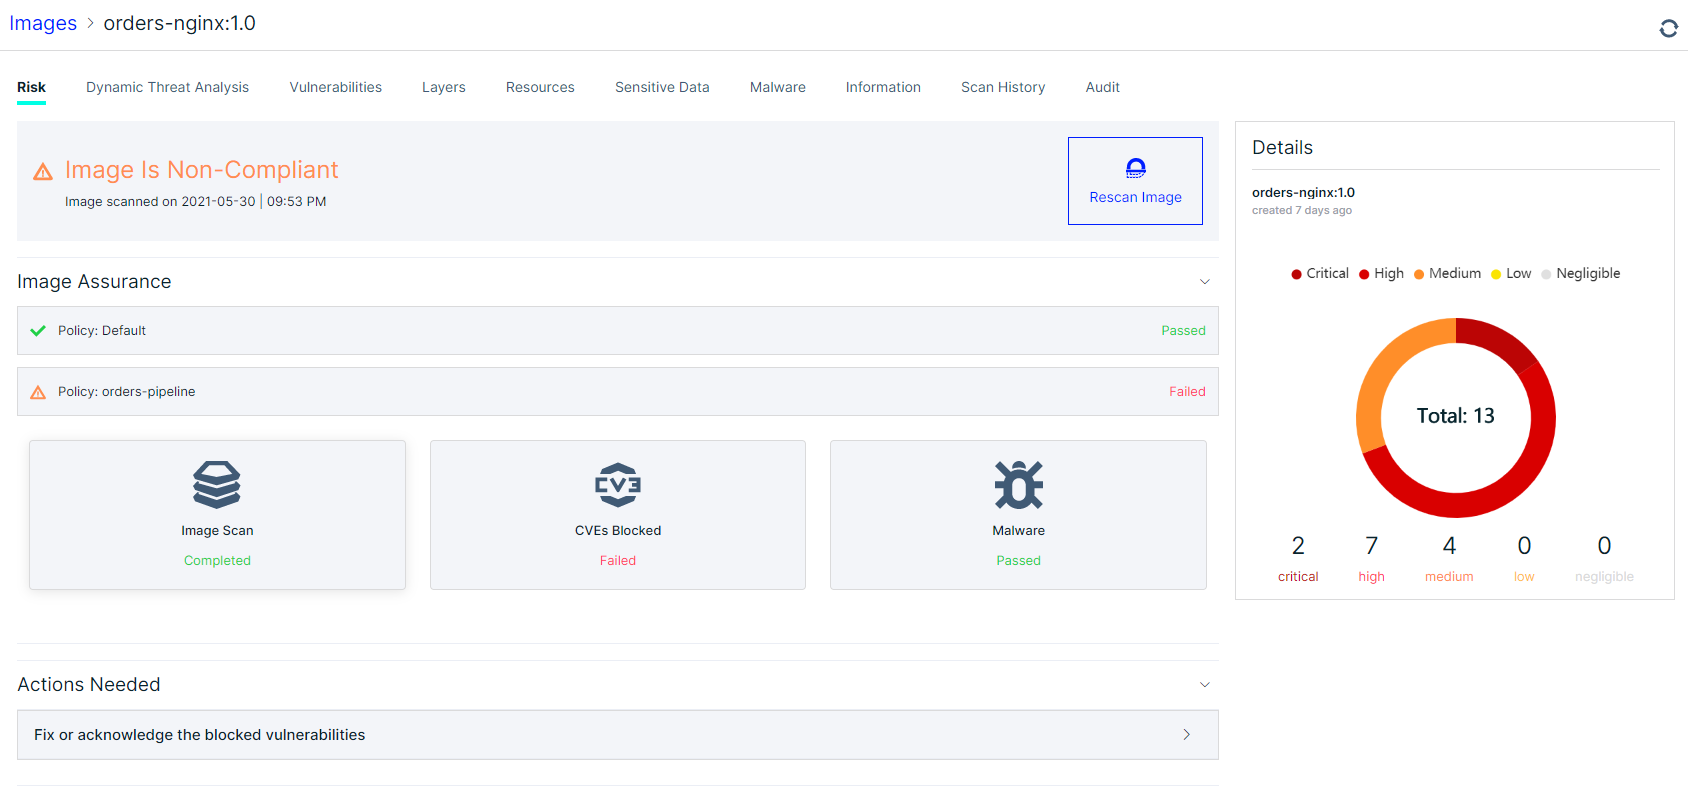 Images > orders-nginx:1.0
Risk Dynamic Threat Analysis Vulnerabilities Layers Resources Sensitive Data Malware Information Scan History Audit
Image Is Non-Compliant
Image scanned on 2021-05-30 | 09:53 PM
Rescan Image
Image Assurance
Policy: Default Passed
Policy: orders-pipeline Failed
CVE
Image Scan
Completed
CVEs Blocked
Failed
Malware
Passed
Actions Needed
Fix or acknowledge the blocked vulnerabilities
Details
orders-nginx:1.0
created 7 days ago
Critical High Medium Low Negligible
Total: 13
2 7 4 0 0
critical high medium low negligible